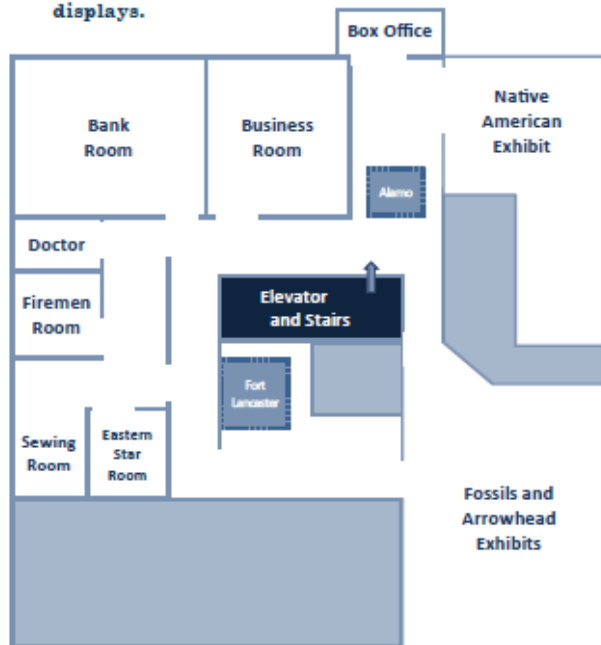 displays.
Box Office
Native
American
Exhibit
Bank
Room
Business
Room
Alamo
Doctor
Elevator
and Stairs
Firemen
Room
Fort
Lancaster
Sewing
Room
Eastern
Star
Room
Fossils and
Arrowhead
Exhibits